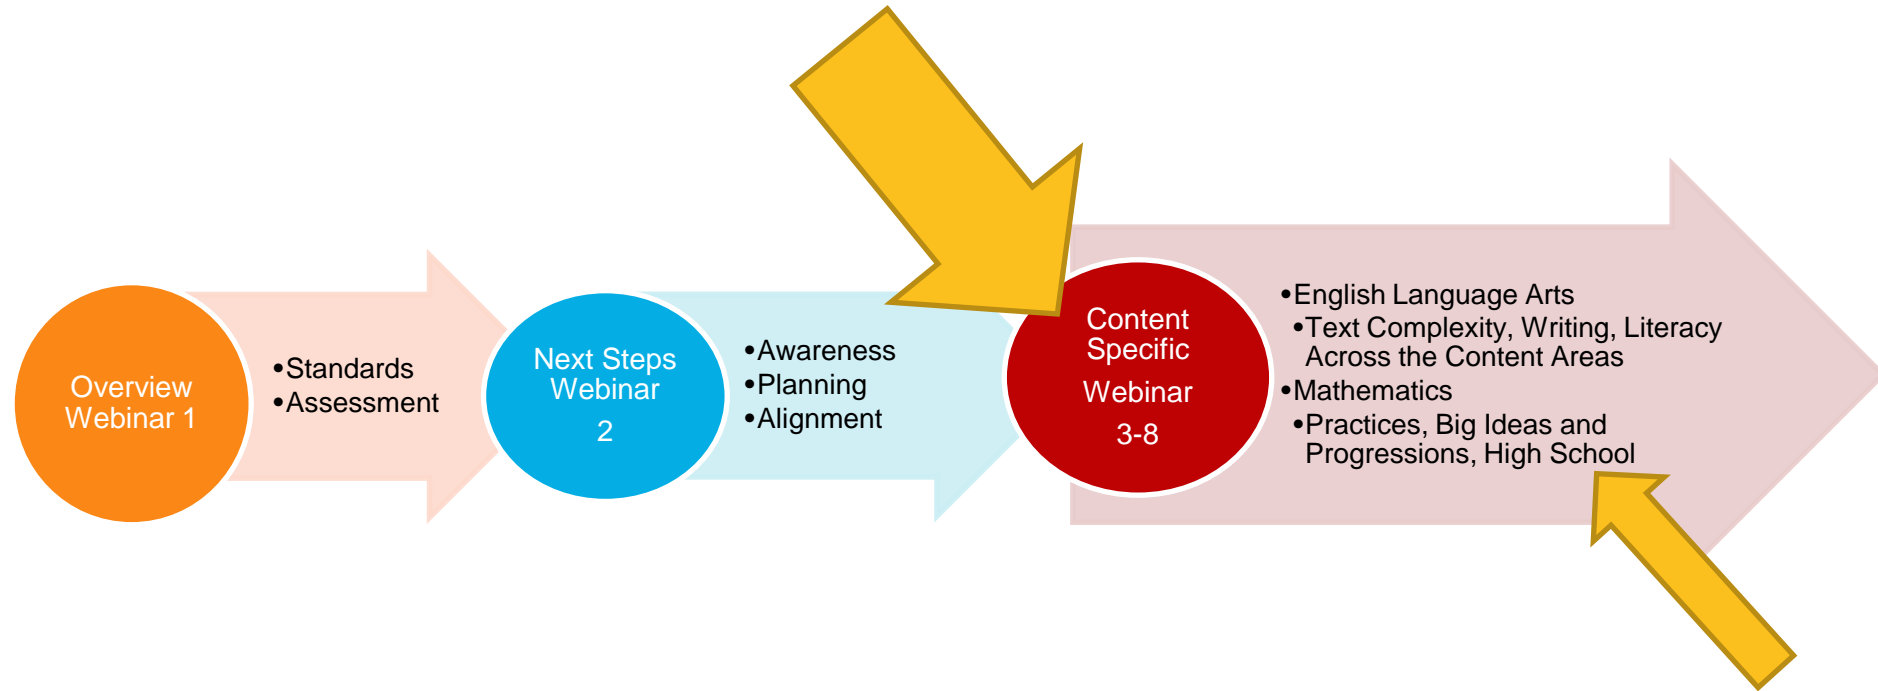 Overview
Webinar 1
•Standards
•Assessment
Next Steps
Webinar
2
•Awareness
•Planning
•Alignment
Content
Specific
Webinar
3-8
•English Language Arts
•Text Complexity, Writing, Literacy
Across the Content Areas
•Mathematics
•Practices, Big Ideas and
Progressions, High School